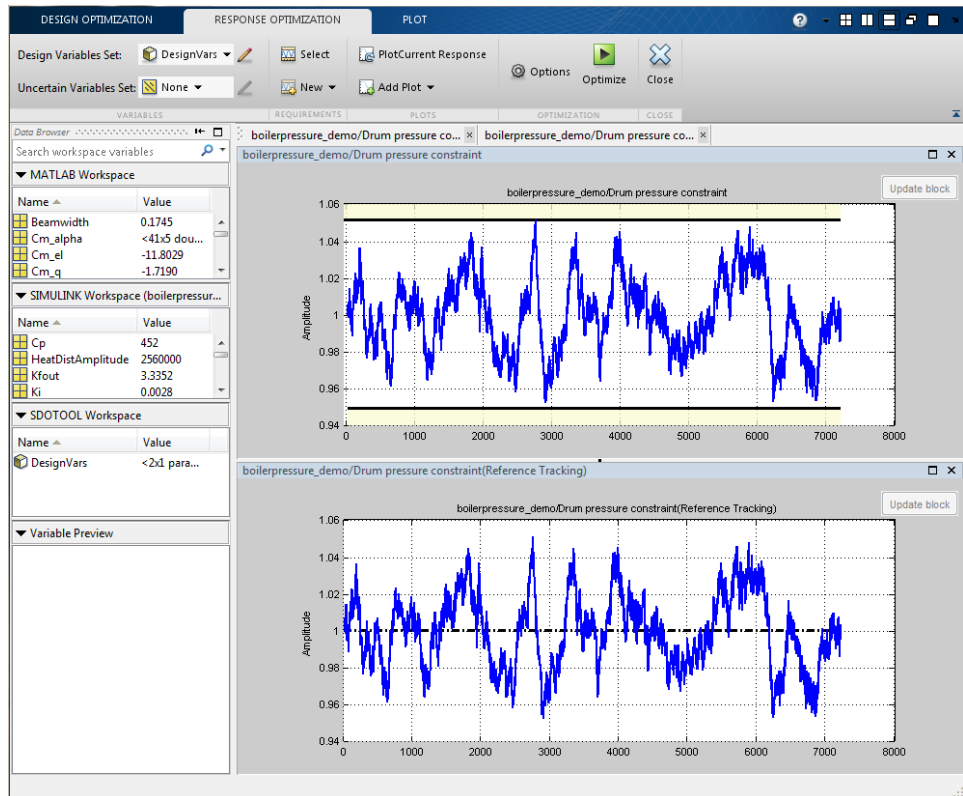 DESIGN OPTIMIZATION RESPONSE OPTIMIZATION PLOT
Design Variables Set: DesignVars Select PlotCurrent Response Options Optimize Close
Uncertain Variables Set: None New Add Plot
VARIABLES REQUIREMENTS PLOTS OPTIMIZATION CLOSE
Data Browser
Search workspace variables
MATLAB Workspace
Name Value
Beamwidth 0.1745
Cm_alpha <41x5 dou...
Cm_el -11.8029
Cm_q -1.7190
SIMULINK Workspace (boilerpressur...
Name Value
Cp 452
HeatDistAmplitude 2560000
Kfout 3.3352
Ki 0.0028
SDOTOOL Workspace
Name Value
DesignVars <2x1 para...
Variable Preview
boilerpressure_demo/Drum pressure co... × boilerpressure_demo/Drum pressure co... ×
boilerpressure_demo/Drum pressure constraint
boilerpressure_demo/Drum pressure constraint
Update block
1.06
1.04
1.02
1
0.98
0.96
0.94
Amplitude
0 1000 2000 3000 4000 5000 6000 7000 8000
boilerpressure_demo/Drum pressure constraint(Reference Tracking)
boilerpressure_demo/Drum pressure constraint(Reference Tracking)
Update block
1.06
1.04
1.02
1
0.98
0.96
0.94
Amplitude
0 1000 2000 3000 4000 5000 6000 7000 8000